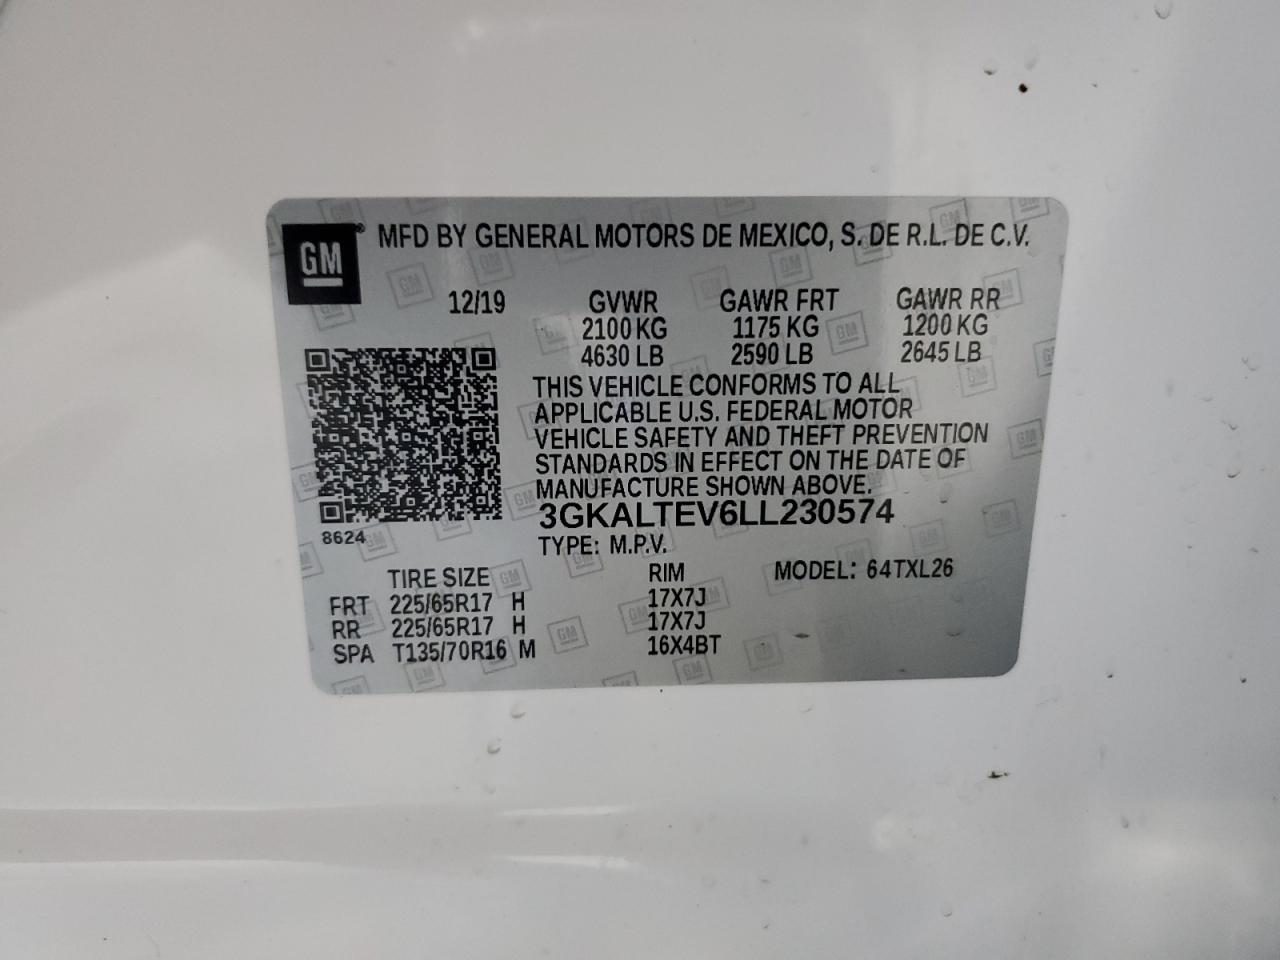 GM® MFD BY GENERAL MOTORS DE MEXICO, S. DE R.L. DE C.V.
12/19 GVWR GAWR FRT GAWR RR
2100 KG 1175 KG 1200 KG
4630 LB 2590 LB 2645 LB
THIS VEHICLE CONFORMS TO ALL
APPLICABLE U.S. FEDERAL MOTOR
VEHICLE SAFETY AND THEFT PREVENTION
STANDARDS IN EFFECT ON THE DATE OF
MANUFACTURE SHOWN ABOVE.
3GKALTEV6LL230574
8624
TYPE: M.P.V.
TIRE SIZE RIM MODEL: 64TXL26
FRT 225/65R17 H 17X7J
RR 225/65R17 H 17X7J
SPA T135/70R16 M 16X4BT